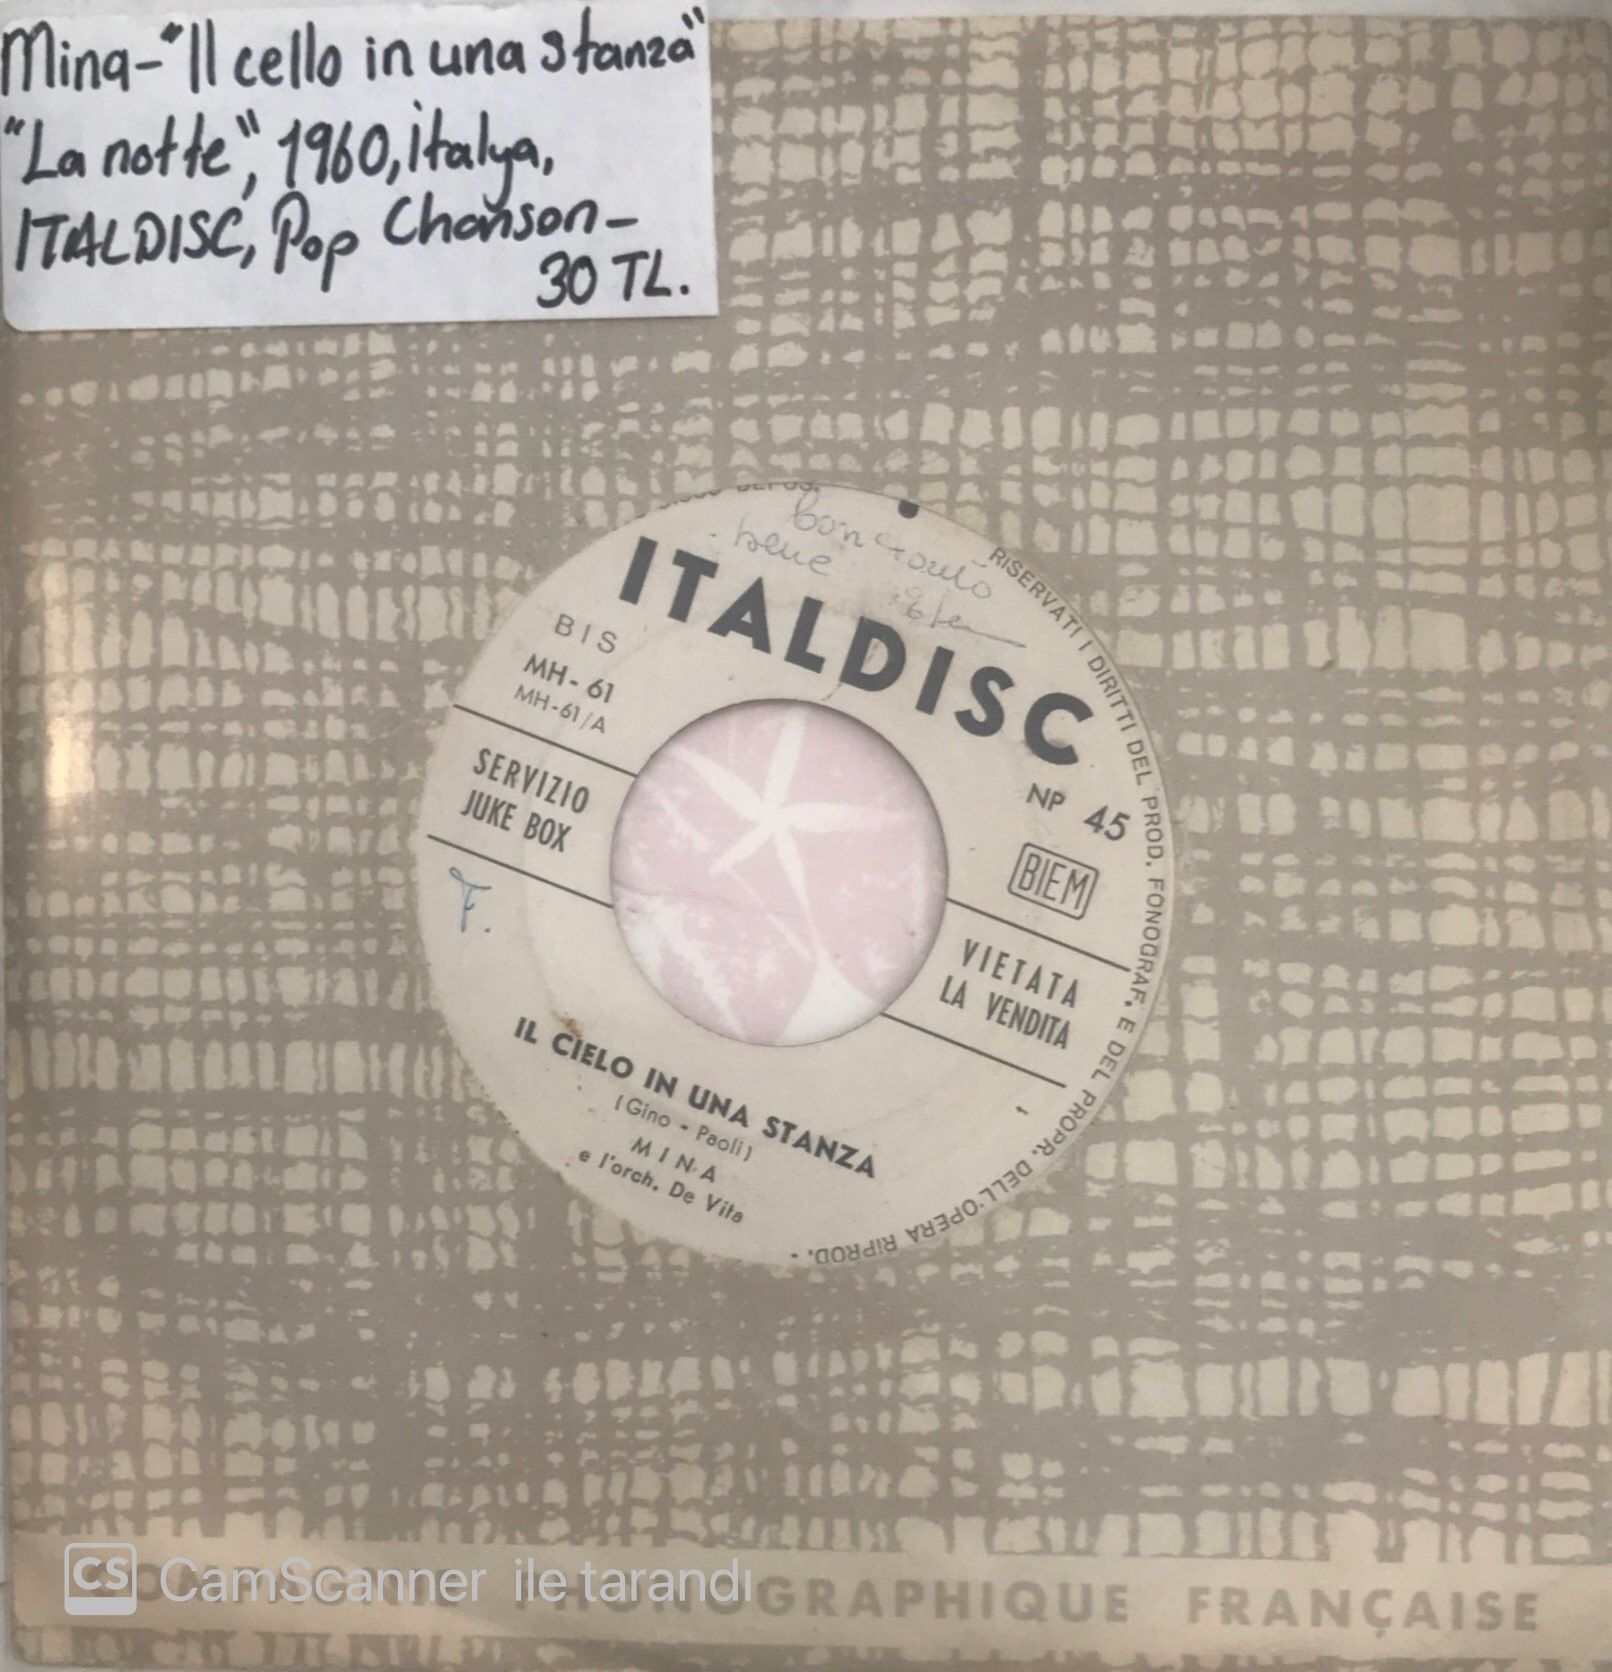 Mina-"Il cello in una stanza"
"La notte", 1960, italya,
ITALDISC, Pop Chanson-
30 TL.
ITALDISC
BIS
MH - 61
MH-61/A
SERVIZIO
JUKE BOX
F.
NP 45
BIEM
VIETATA
LA VENDITA
IL CIELO IN UNA STANZA
(Gino - Paoli)
MINA
e l'orch. De Vita
RISERVATI I DIRITTI DEL PROD. FONOGRAF. E DEL PROPR. DELL'OPERA RIPROD. -
CS CamScanner ile tarandı
PHONOGRAPHIQUE FRANÇAISE